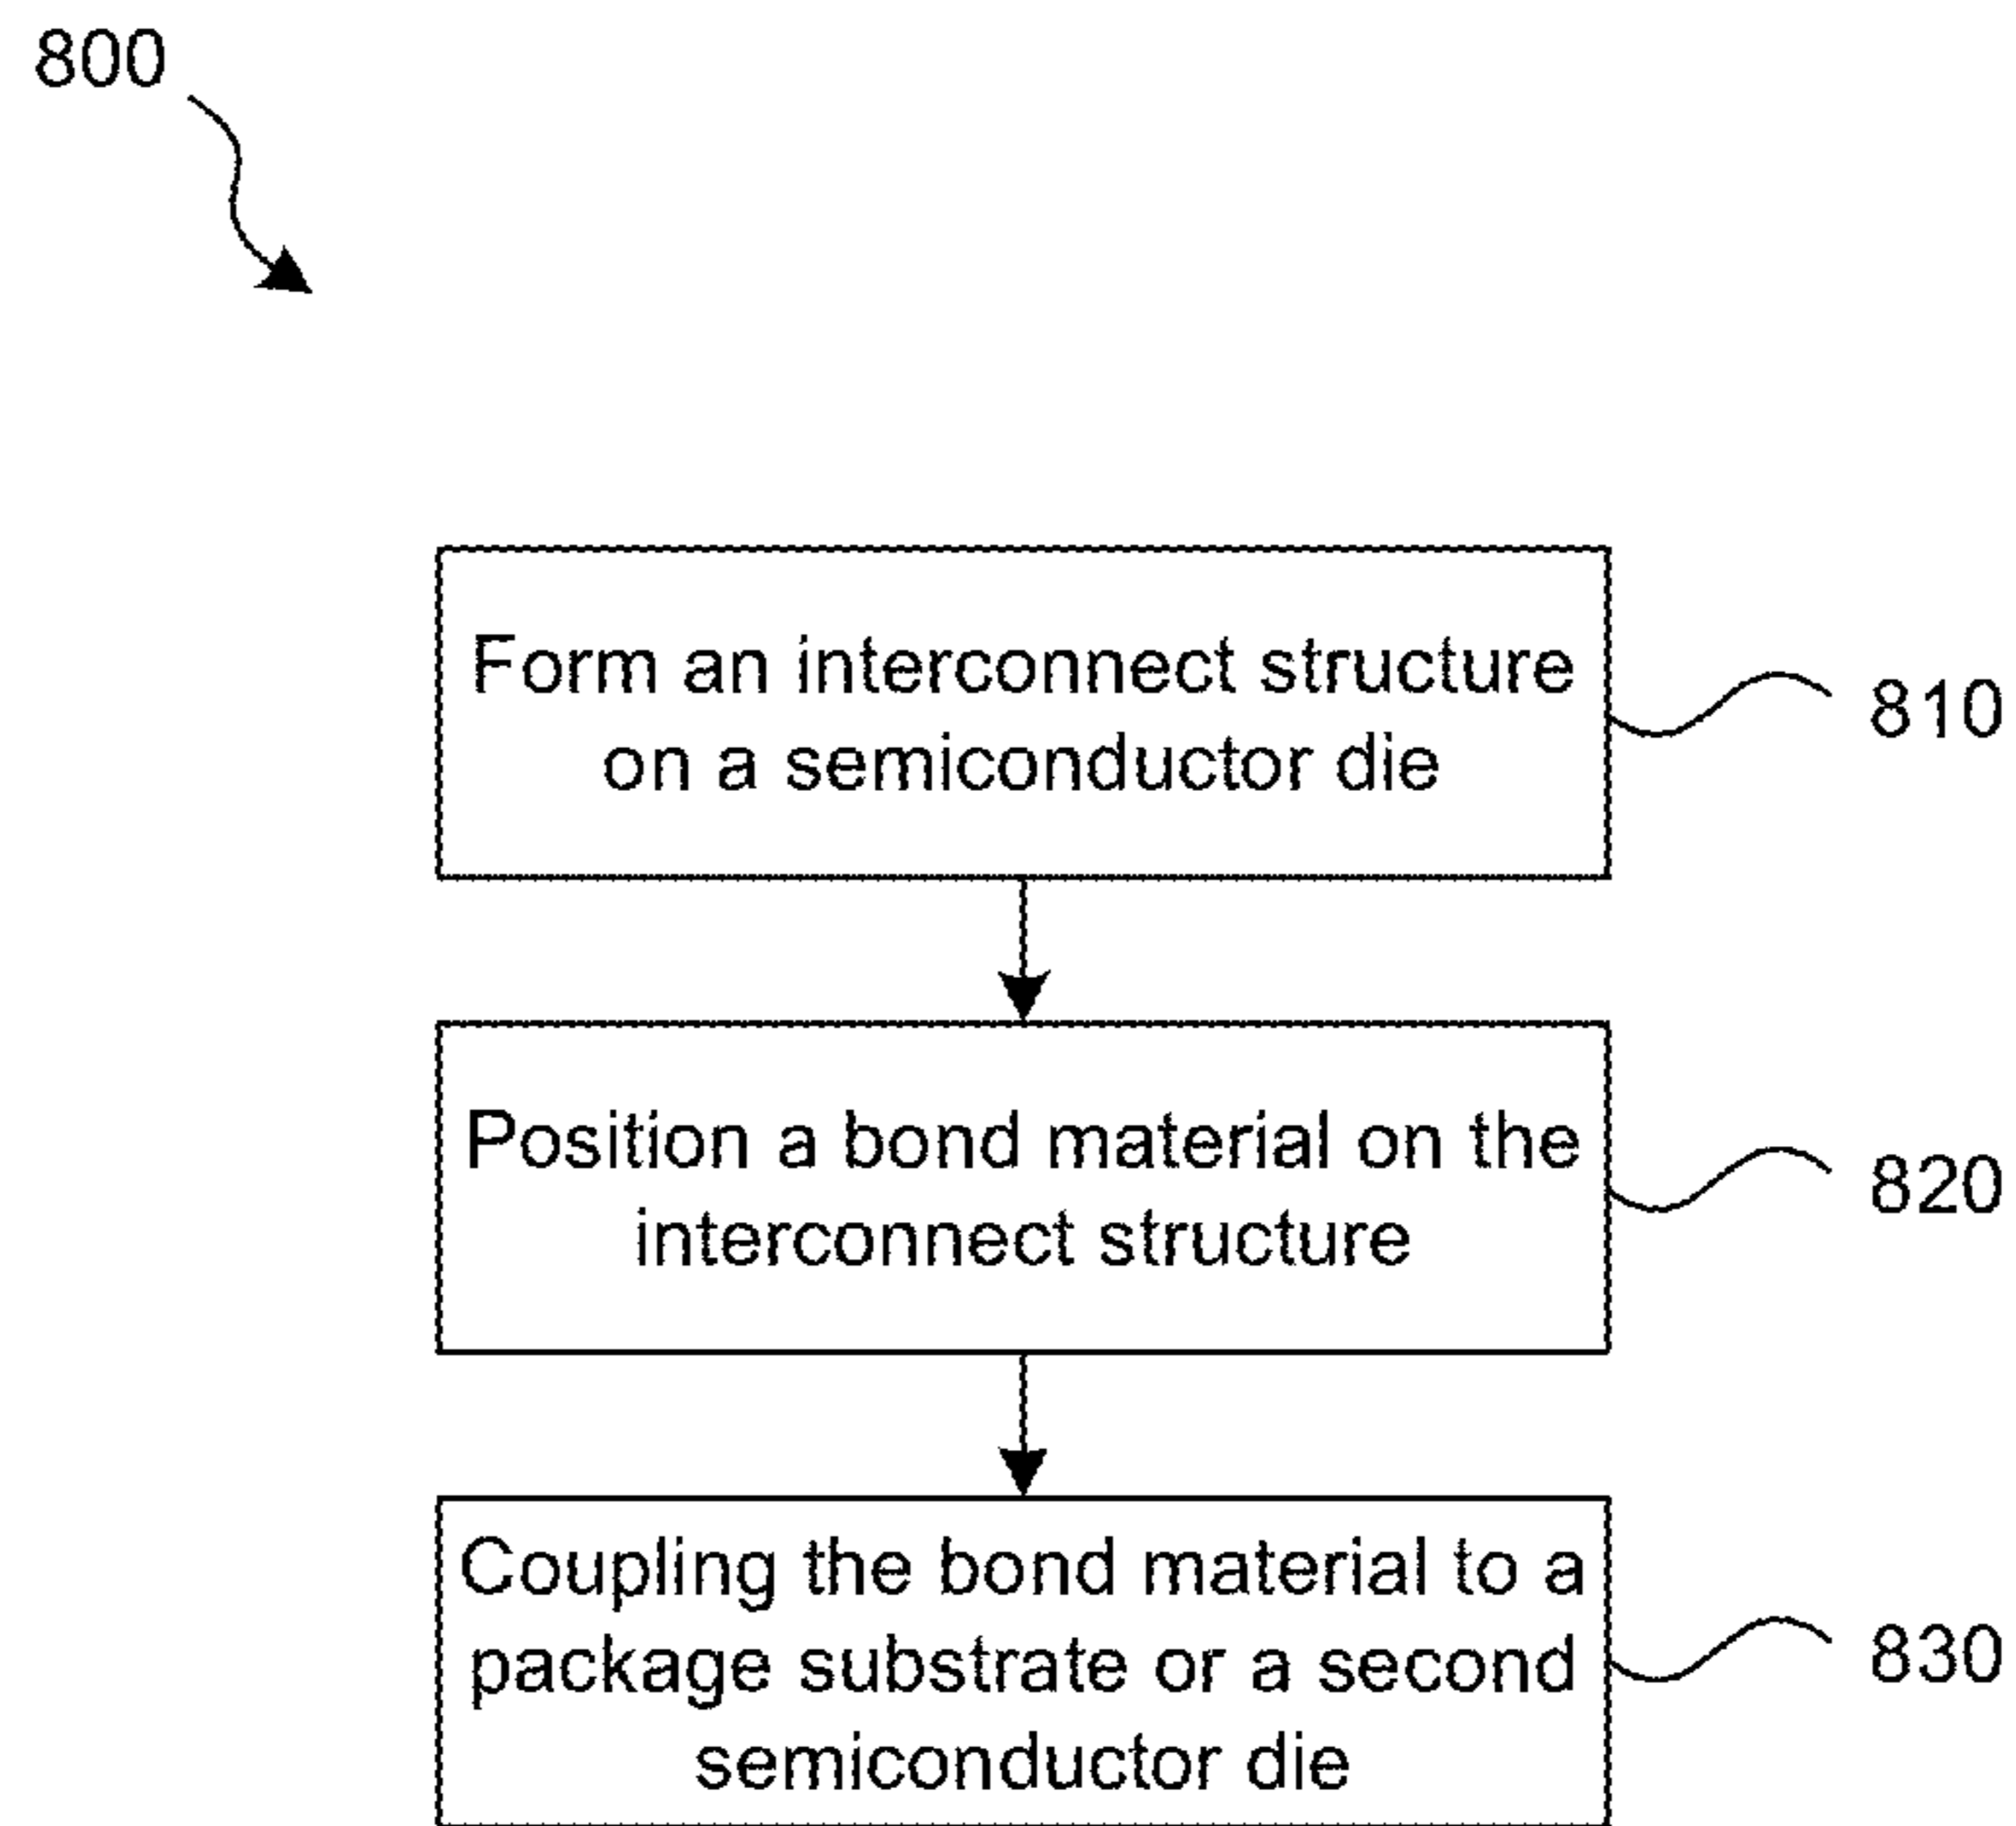 800
Form an interconnect structure
on a semiconductor die
810
Position a bond material on the
interconnect structure
820
Coupling the bond material to a
package substrate or a second
semiconductor die
830